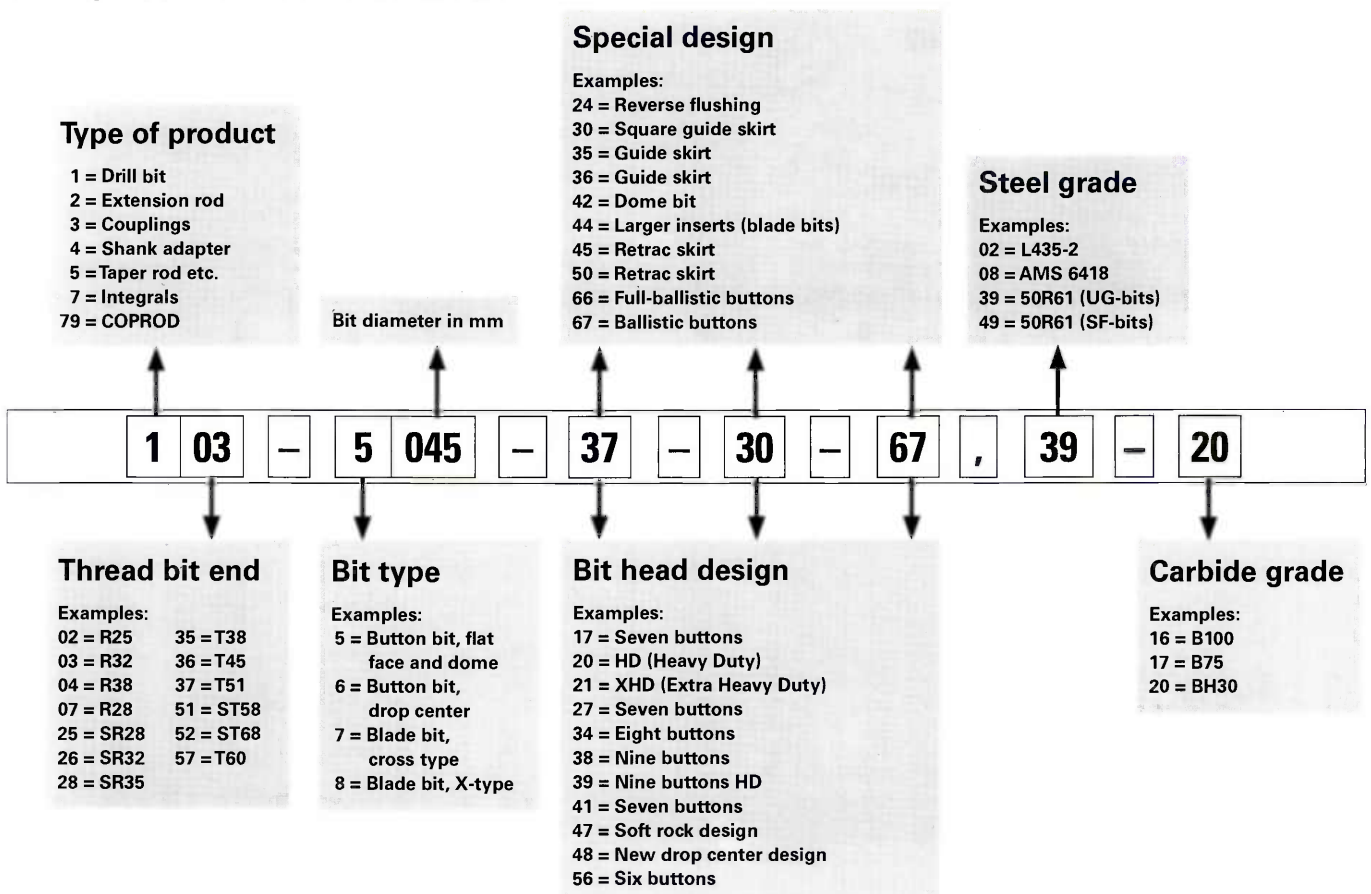 Special design
Examples:
24 = Reverse flushing
30 = Square guide skirt
35 = Guide skirt
36 = Guide skirt
42 = Dome bit
44 = Larger inserts (blade bits)
45 = Retrac skirt
50 = Retrac skirt
66 = Full-ballistic buttons
67 = Ballistic buttons
Type of product
1 = Drill bit
2 = Extension rod
3 = Couplings
4 = Shank adapter
5 =Taper rod etc.
7 = Integrals
79 = COPROD
Bit diameter in mm
Steel grade
Examples:
02 = L435-2
08 = AMS 6418
39 = 50R61 (UG-bits)
49 = 50R61 (SF-bits)
1 03 – 5 045 – 37 – 30 – 67 , 39 – 20
Thread bit end
Examples:
02 = R25 35 = T38
03 = R32 36 = T45
04 = R38 37 = T51
07 = R28 51 = ST58
25 = SR28 52 = ST68
26 = SR32 57 = T60
28 = SR35
Bit type
Examples:
5 = Button bit, flat
face and dome
6 = Button bit,
drop center
7 = Blade bit,
cross type
8 = Blade bit, X-type
Bit head design
Examples:
17 = Seven buttons
20 = HD (Heavy Duty)
21 = XHD (Extra Heavy Duty)
27 = Seven buttons
34 = Eight buttons
38 = Nine buttons
39 = Nine buttons HD
41 = Seven buttons
47 = Soft rock design
48 = New drop center design
56 = Six buttons
Carbide grade
Examples:
16 = B100
17 = B75
20 = BH30